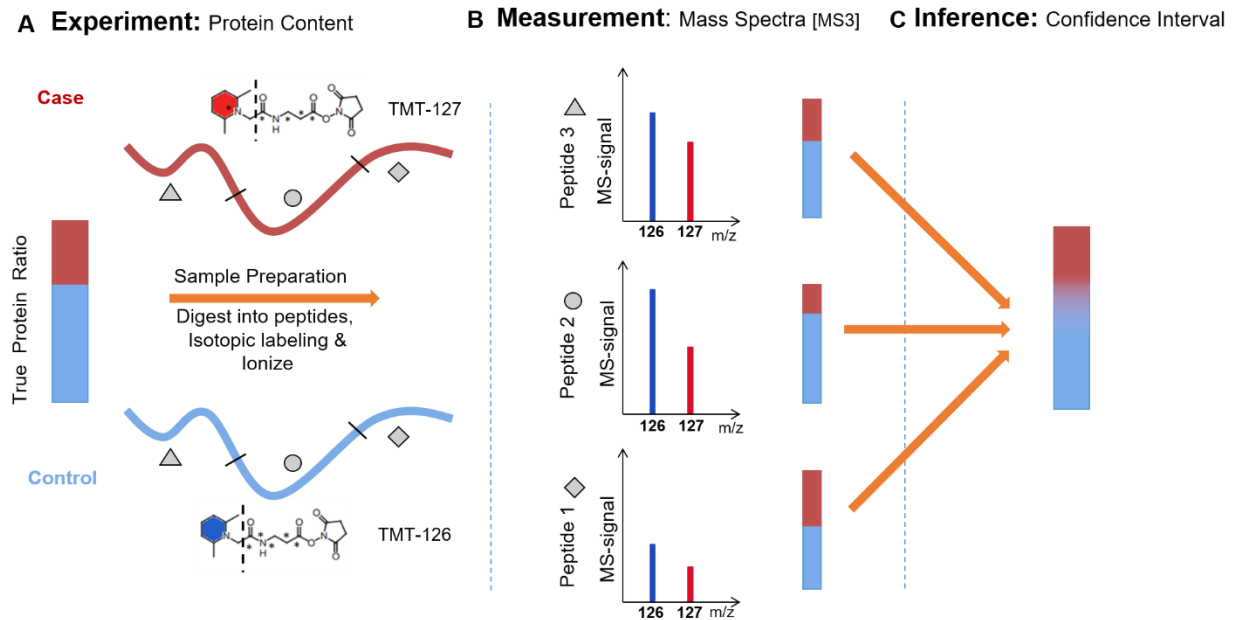 A Experiment: Protein Content
Case
TMT-127
N
O
N
H
O
O
N
O
O
*
*
*
*
*
True Protein Ratio
Sample Preparation
Digest into peptides,
Isotopic labeling &
Ionize
Control
TMT-126
N
O
N
H
O
O
N
O
O
*
*
*
*
*
B Measurement: Mass Spectra [MS3]
Peptide 3
MS-signal
126 127 m/z
Peptide 2
MS-signal
126 127 m/z
Peptide 1
MS-signal
126 127 m/z
C Inference: Confidence Interval